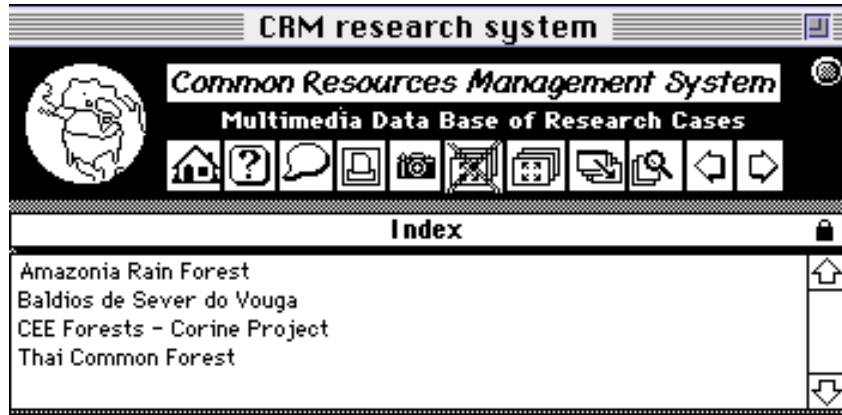 CRM research system
Common Resources Management System
Multimedia Data Base of Research Cases
?
Index
Amazonia Rain Forest
Baldios de Sever do Vouga
CEE Forests - Corine Project
Thai Common Forest